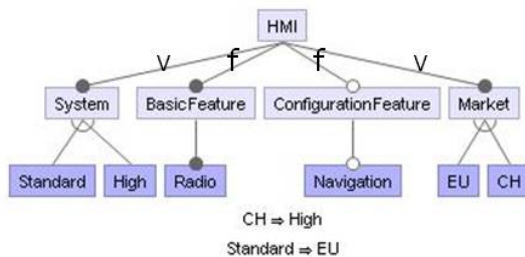 HMI
v f f v
System BasicFeature ConfigurationFeature Market
Standard High Radio Navigation EU CH
CH ⇒ High
Standard ⇒ EU